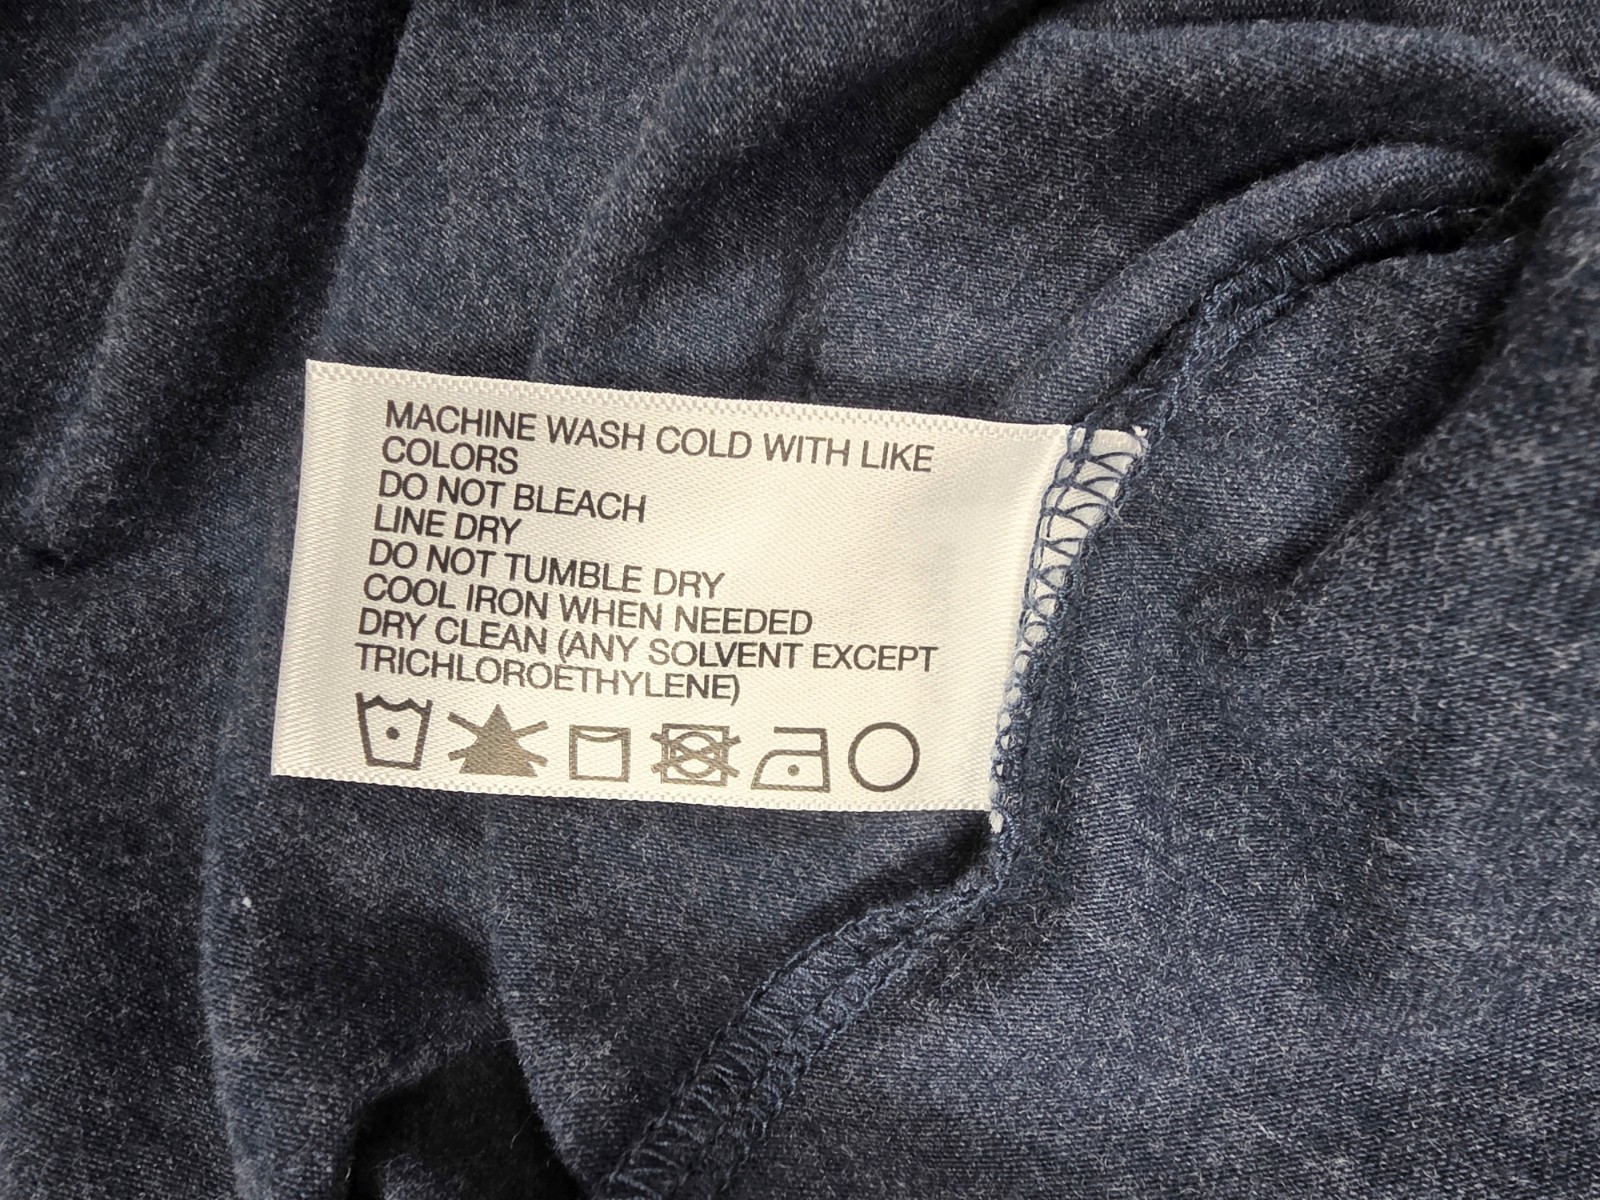 MACHINE WASH COLD WITH LIKE
COLORS
DO NOT BLEACH
LINE DRY
DO NOT TUMBLE DRY
COOL IRON WHEN NEEDED
DRY CLEAN (ANY SOLVENT EXCEPT
TRICHLOROETHYLENE)